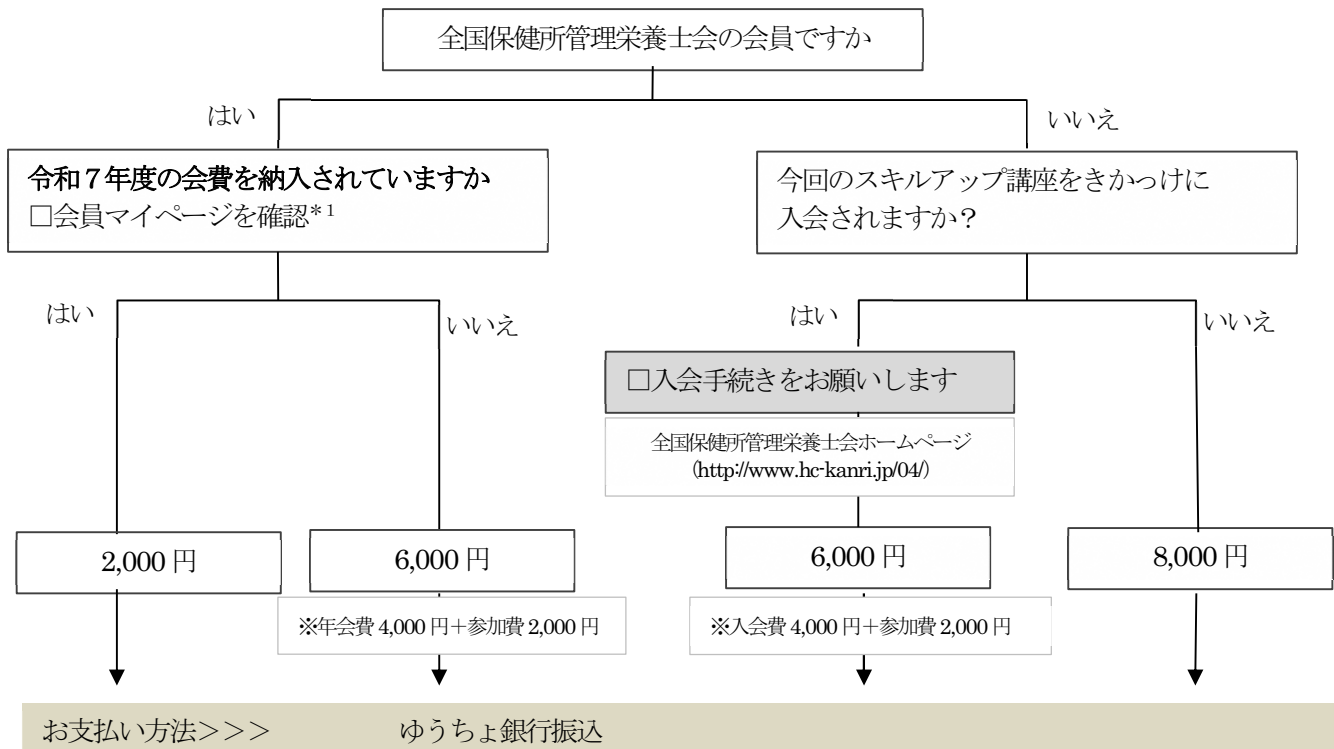 全国保健所管理栄養士会の会員ですか
はい
いいえ
令和７年度の会費を納入されていますか
□会員マイページを確認*1
今回のスキルアップ講座をきかっけに
入会されますか？
はい
いいえ
はい
いいえ
□入会手続きをお願いします
全国保健所管理栄養士会ホームページ
(http://www.hc-kanri.jp/04/)
2,000 円
6,000 円
6,000 円
8,000 円
※年会費 4,000 円＋参加費 2,000 円
※入会費 4,000 円＋参加費 2,000 円
お支払い方法＞＞＞ ゆうちょ銀行振込